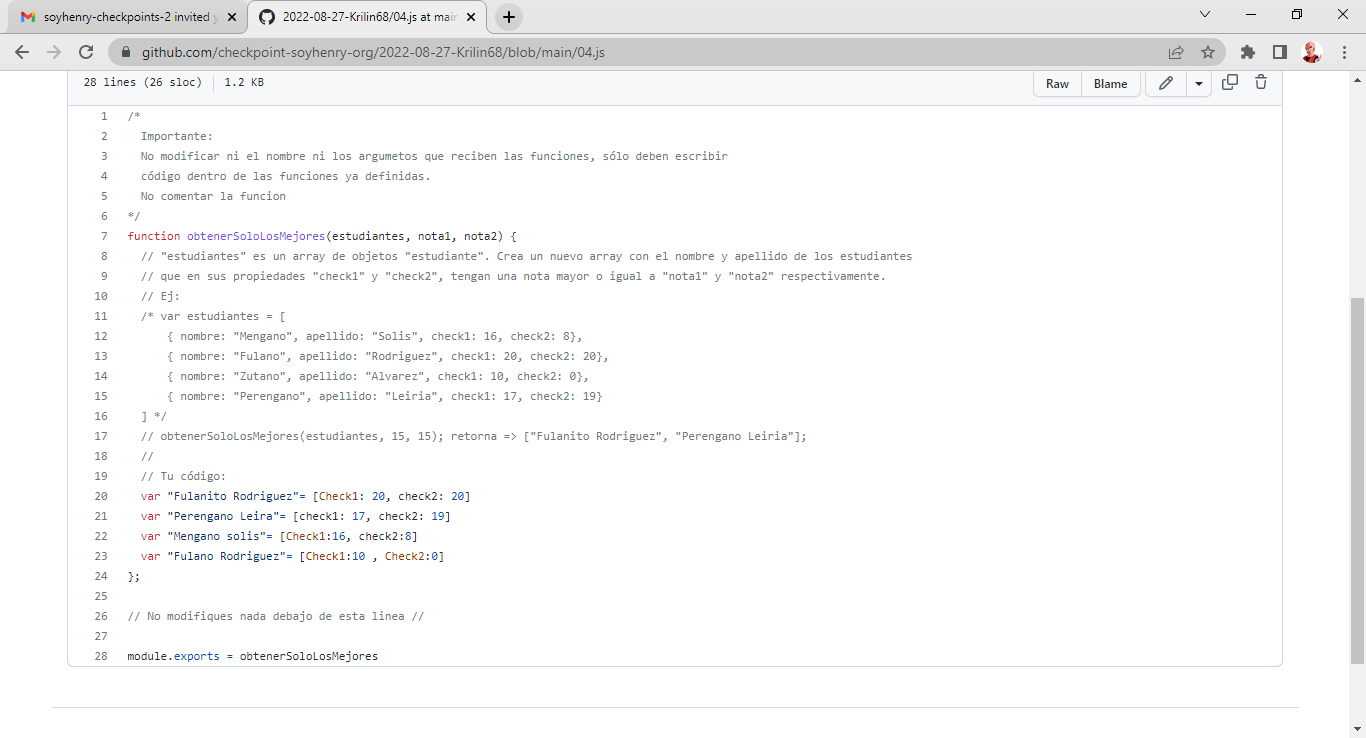 soyhenry-checkpoints-2 invited y
2022-08-27-Krilin68/04.js at main
github.com/checkpoint-soyhenry-org/2022-08-27-Krilin68/blob/main/04.js
28 lines (26 sloc) 1.2 KB Raw Blame
1 /*
2 Importante:
3 No modificar ni el nombre ni los argumetos que reciben las funciones, sólo deben escribir
4 código dentro de las funciones ya definidas.
5 No comentar la funcion
6 */
7 function obtenerSoloLosMejores(estudiantes, nota1, nota2) {
8 // "estudiantes" es un array de objetos "estudiante". Crea un nuevo array con el nombre y apellido de los estudiantes
9 // que en sus propiedades "check1" y "check2", tengan una nota mayor o igual a "nota1" y "nota2" respectivamente.
10 // Ej:
11 /* var estudiantes = [
12 { nombre: "Mengano", apellido: "Solis", check1: 16, check2: 8},
13 { nombre: "Fulano", apellido: "Rodriguez", check1: 20, check2: 20},
14 { nombre: "Zutano", apellido: "Alvarez", check1: 10, check2: 0},
15 { nombre: "Perengano", apellido: "Leiria", check1: 17, check2: 19}
16 ] */
17 // obtenerSoloLosMejores(estudiantes, 15, 15); retorna => ["Fulanito Rodriguez", "Perengano Leiria"];
18 //
19 // Tu código:
20 var "Fulanito Rodriguez"= [Check1: 20, check2: 20]
21 var "Perengano Leira"= [check1: 17, check2: 19]
22 var "Mengano solis"= [Check1:16, check2:8]
23 var "Fulano Rodriguez"= [Check1:10 , Check2:0]
24 };
25
26 // No modifiques nada debajo de esta linea //
27
28 module.exports = obtenerSoloLosMejores